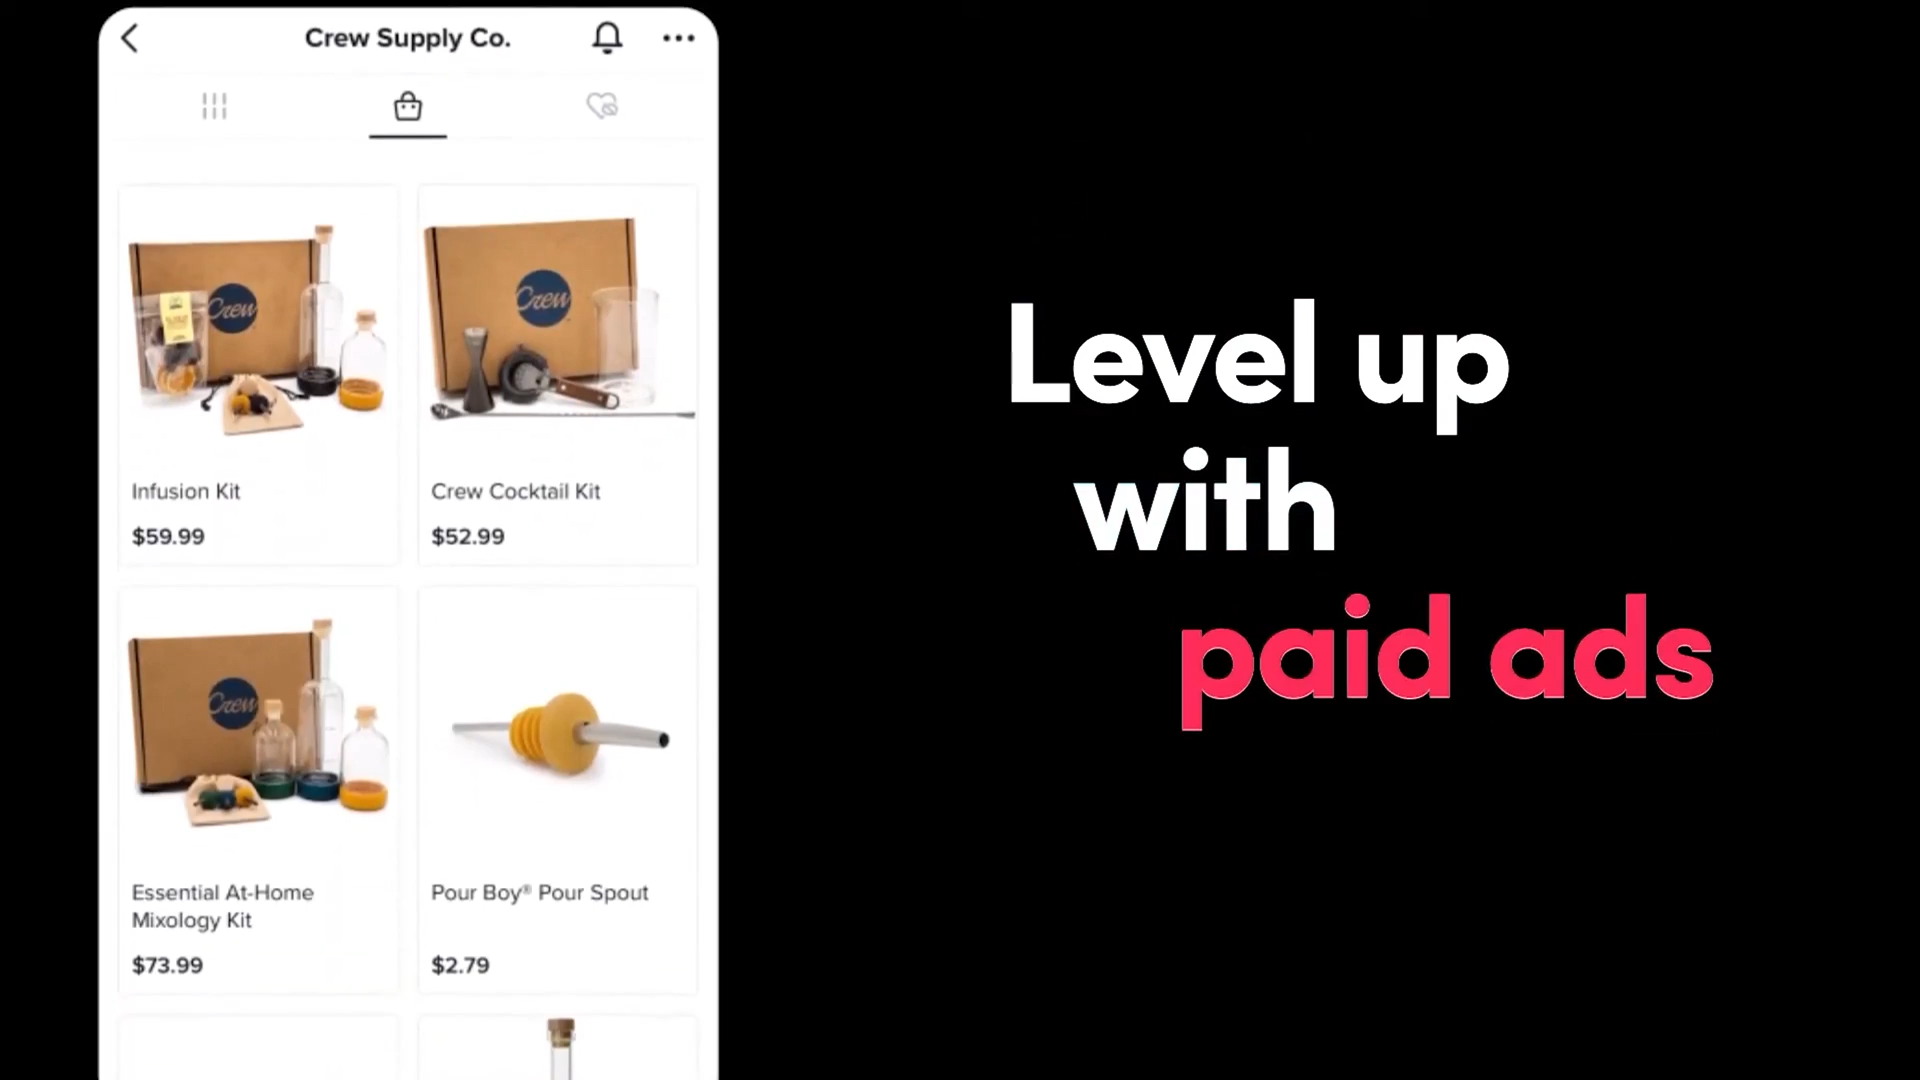 Crew Supply Co.
Crew
Crew
Infusion Kit
Crew Cocktail Kit
$59.99
$52.99
Crew
Essential At-Home
Mixology Kit
Pour Boy® Pour Spout
$73.99
$2.79
Level up
with
paid ads